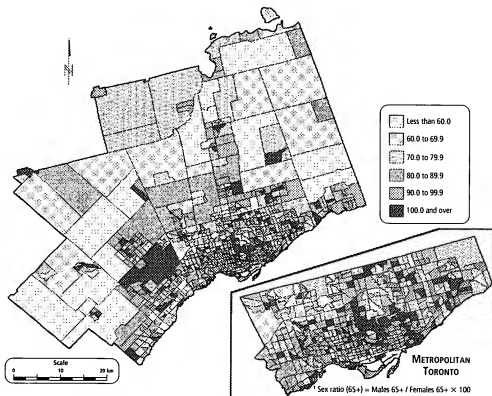 Less than 60.0
60.0 to 69.9
70.0 to 79.9
80.0 to 89.9
90.0 to 99.9
100.0 and over
Scale
0 10 20 km
METROPOLITAN
TORONTO
¹ Sex ratio (65+) = Males 65+ / Females 65+ × 100